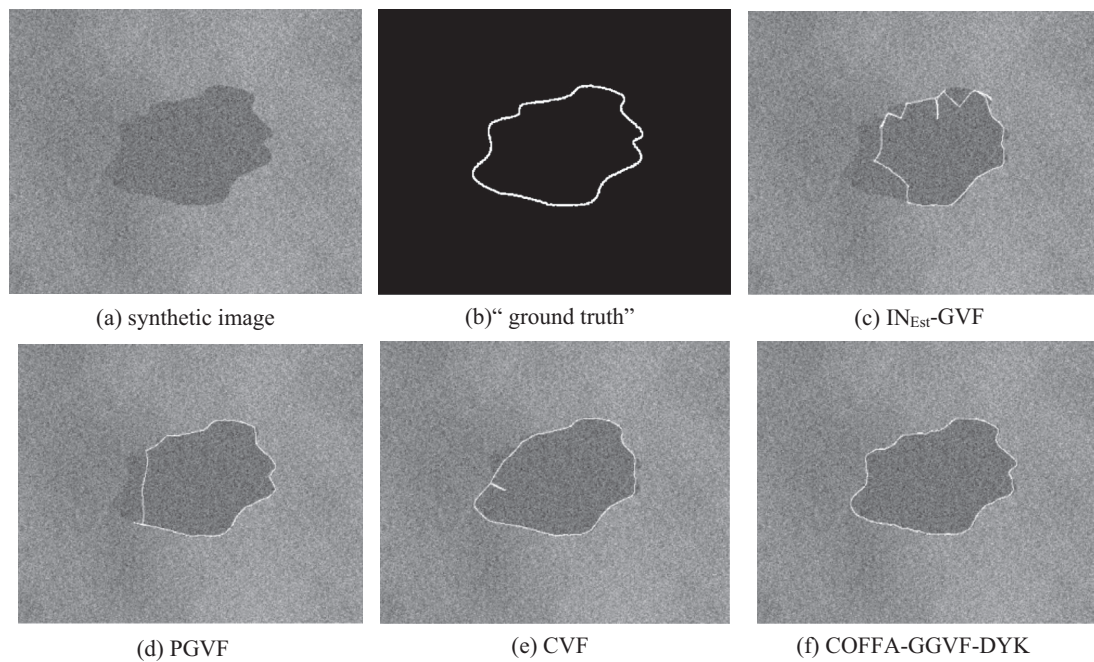 (a) synthetic image
(b)“ ground truth”
(c) INEst-GVF
(d) PGVF
(e) CVF
(f) COFFA-GGVF-DYK